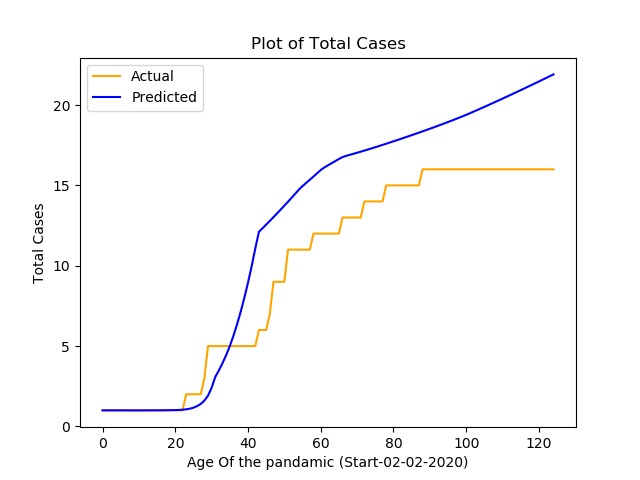 Plot of Total Cases
Actual
Predicted
Total Cases
20
15
10
5
0
0 20 40 60 80 100 120
Age Of the pandamic (Start-02-02-2020)